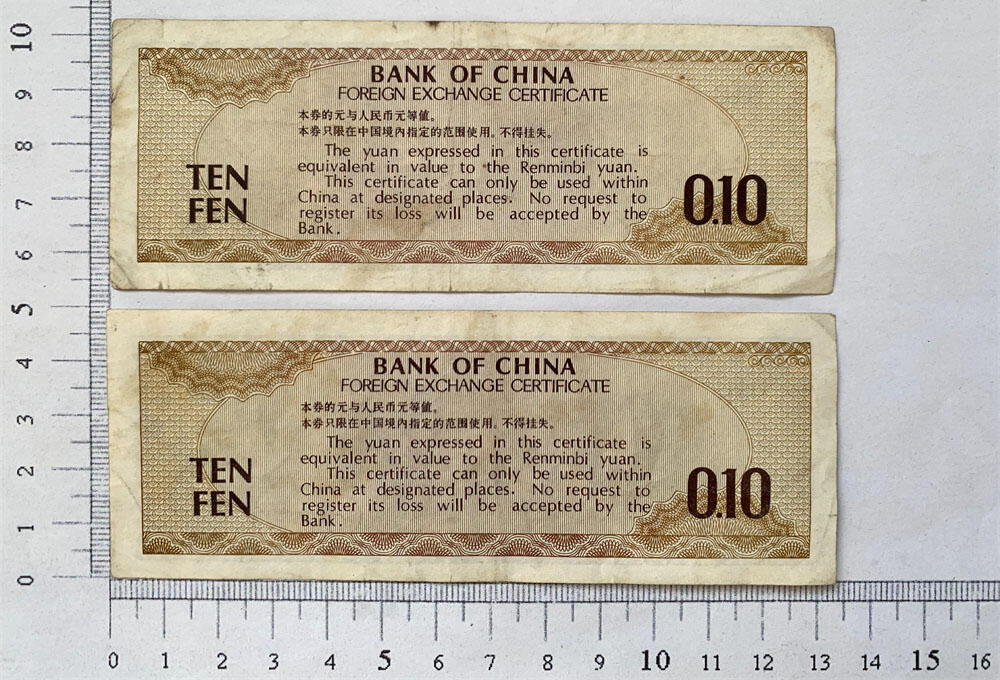 BANK OF CHINA
FOREIGN EXCHANGE CERTIFICATE
本券的元与人民币元等值。
本券只限在中国境内指定的范围使用。不得挂失。
The yuan expressed in this certificate is
equivalent in value to the Renminbi yuan.
This certificate can only be used within
China at designated places. No request to
register its loss will be accepted by the
Bank.
TEN
FEN
0.10
BANK OF CHINA
FOREIGN EXCHANGE CERTIFICATE
本券的元与人民币元等值。
本券只限在中国境内指定的范围使用。不得挂失。
The yuan expressed in this certificate is
equivalent in value to the Renminbi yuan.
This certificate can only be used within
China at designated places. No request to
register its loss will be accepted by the
Bank.
TEN
FEN
0.10
10
9
8
7
6
5
4
3
2
1
0
0 1 2 3 4 5 6 7 8 9 10 11 12 13 14 15 16